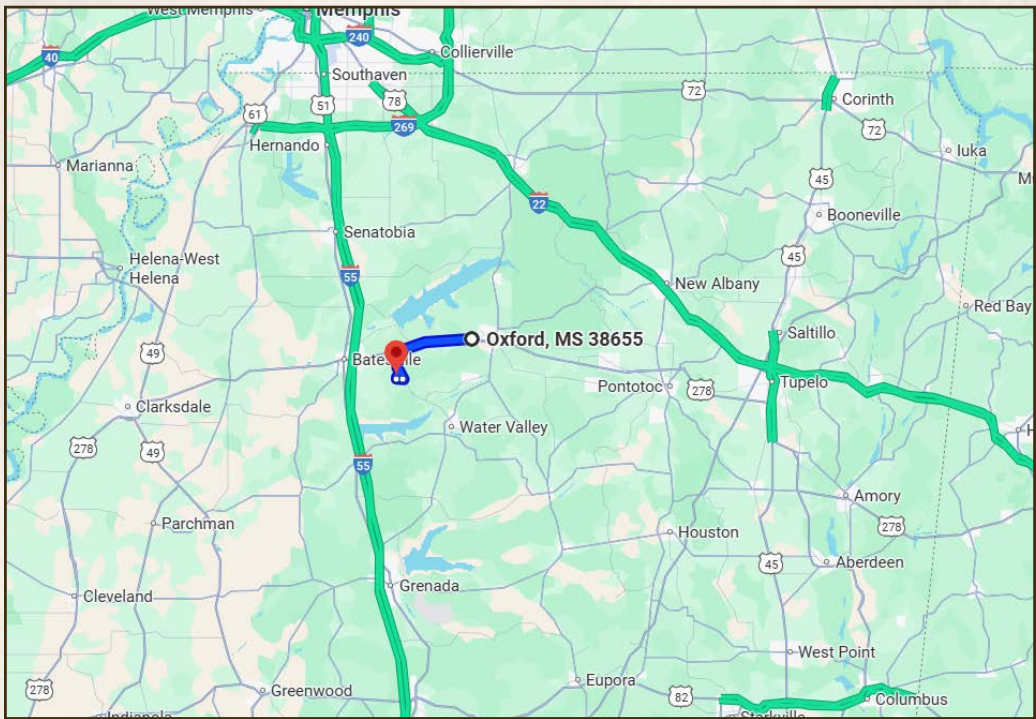 West Memphis
Memphis
40
240
Collierville
Southaven
72
Corinth
51
78
61
269
72
Hernando
Iuka
Marianna
45
22
Booneville
Senatobia
45
Helena-West
Helena
55
New Albany
Red Bay
Saltillo
Oxford, MS 38655
49
Pontotoc
278
Tupelo
Clarksdale
Water Valley
278
49
55
Amory
Parchman
278
Houston
45
Aberdeen
Grenada
Cleveland
West Point
278
Greenwood
Eupora
82
Columbus
Starkville
Indianola